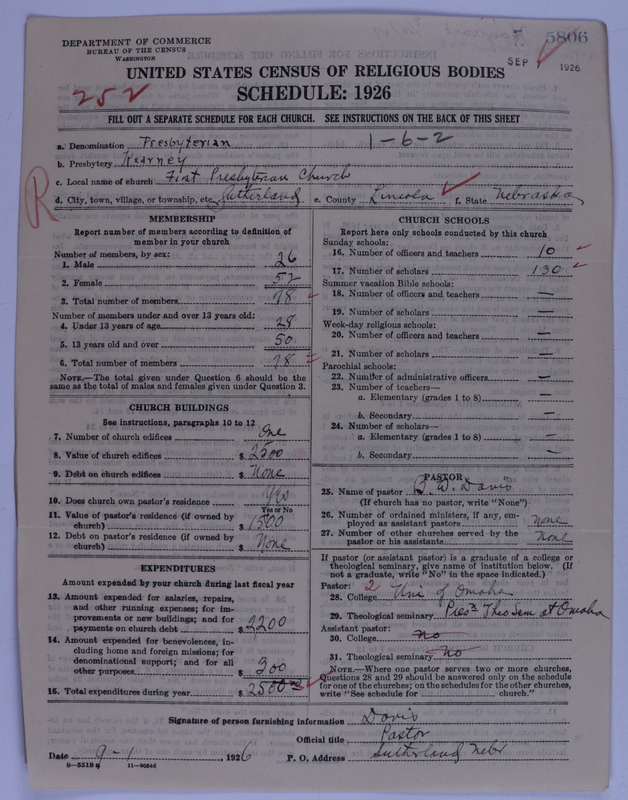 5806
DEPARTMENT OF COMMERCE
BUREAU OF THE CENSUS
WASHINGTON
SEP 7 1926
UNITED STATES CENSUS OF RELIGIOUS BODIES
SCHEDULE: 1926
252
FILL OUT A SEPARATE SCHEDULE FOR EACH CHURCH. SEE INSTRUCTIONS ON THE BACK OF THIS SHEET
1-6-2
a. Denomination Presbyterian
b. Presbytery Kearney
c. Local name of church First Presbyterian Church
R
d. City, town, village, or township, etc. Sutherland e. County Lincoln f. State Nebraska
MEMBERSHIP
Report number of members according to definition of
member in your church
Number of members, by sex:
1. Male 26
2. Female 52
3. Total number of members 78
Number of members under and over 13 years old:
4. Under 13 years of age 28
5. 13 years old and over 50
6. Total number of members 78
NOTE.—The total given under Question 6 should be the
same as the total of males and females given under Question 3.
CHURCH BUILDINGS
See instructions, paragraphs 10 to 12
7. Number of church edifices One
8. Value of church edifices $ 2500
9. Debt on church edifices $ None
10. Does church own pastor's residence Yes
Yes or No
11. Value of pastor's residence (if owned by
church) $ 1500
12. Debt on pastor's residence (if owned by
church) $ None
EXPENDITURES
Amount expended by your church during last fiscal year
13. Amount expended for salaries, repairs,
and other running expenses; for im-
provements or new buildings; and for
payments on church debt $ 2200
14. Amount expended for benevolences, in-
cluding home and foreign missions; for
denominational support; and for all
other purposes $ 300
15. Total expenditures during year $ 2500
CHURCH SCHOOLS
Report here only schools conducted by this church
Sunday schools:
16. Number of officers and teachers 10
17. Number of scholars 130
Summer vacation Bible schools:
18. Number of officers and teachers —
19. Number of scholars —
Week-day religious schools:
20. Number of officers and teachers —
21. Number of scholars —
Parochial schools:
22. Number of administrative officers —
23. Number of teachers—
a. Elementary (grades 1 to 8) —
b. Secondary —
24. Number of scholars—
a. Elementary (grades 1 to 8) —
b. Secondary —
PASTOR
25. Name of pastor W. Davis
(If church has no pastor, write "None")
26. Number of ordained ministers, if any, em-
ployed as assistant pastors None
27. Number of other churches served by the
pastor or his assistants None
If pastor (or assistant pastor) is a graduate of a college or
theological seminary, give name of institution below. (If
not a graduate, write "No" in the space indicated.)
Pastor: 2
28. College Uni of Omaha
29. Theological seminary Pres. Theo Sem at Omaha
Assistant pastor:
30. College no
31. Theological seminary No
NOTE.—Where one pastor serves two or more churches,
Questions 28 and 29 should be answered only on the schedule
for one of the churches; on the schedules for the other churches,
write "See schedule for church."
Signature of person furnishing information Davis
Official title Pastor
Date 9-1, 1926 P. O. Address Sutherland Nebr